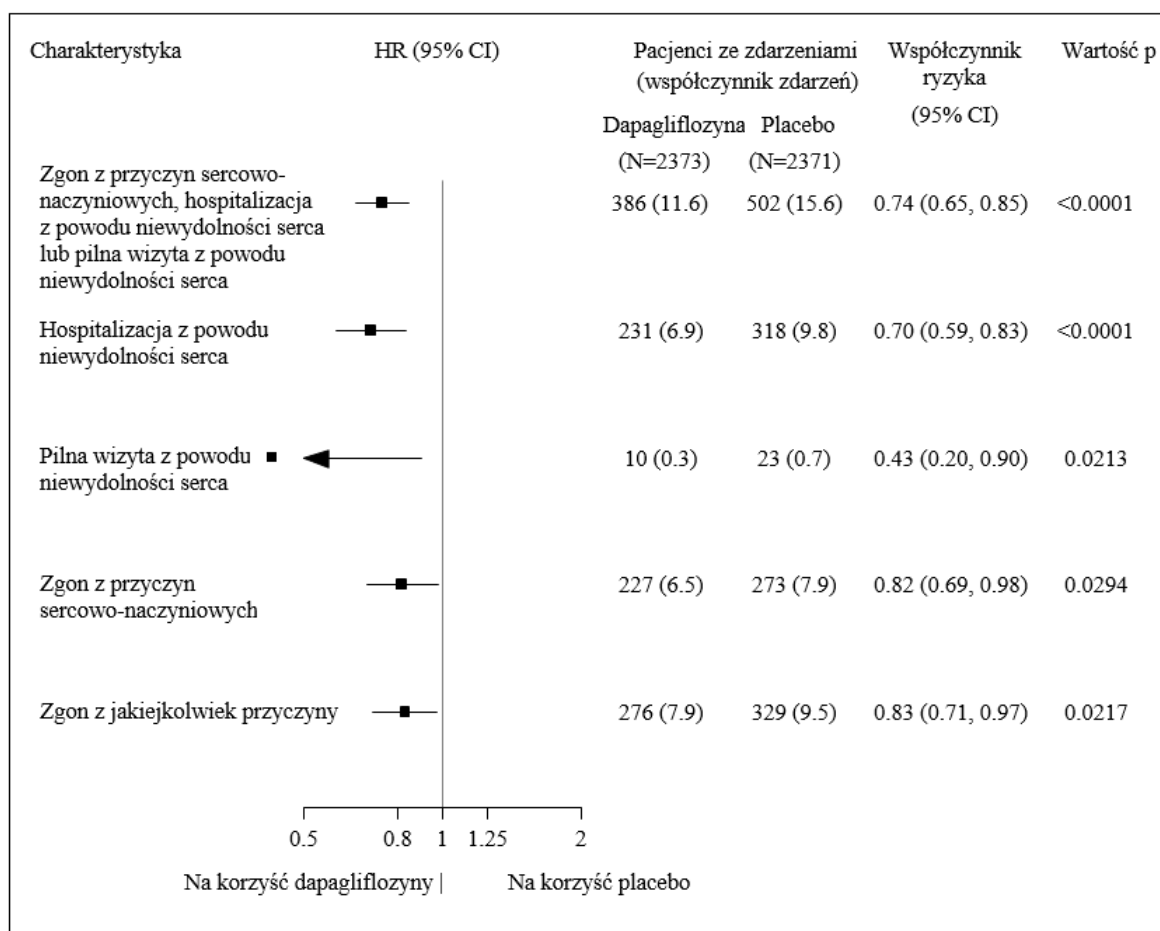 Charakterystyka HR (95% CI) Pacjenci ze zdarzeniami Współczynnik Wartość p
(współczynnik zdarzeń) ryzyka
(95% CI)
Dapagliflozyna Placebo
(N=2373) (N=2371)
Zgon z przyczyn sercowo-
naczyniowych, hospitalizacja 386 (11.6) 502 (15.6) 0.74 (0.65, 0.85) <0.0001
z powodu niewydolności serca
lub pilna wizyta z powodu
niewydolności serca
Hospitalizacja z powodu 231 (6.9) 318 (9.8) 0.70 (0.59, 0.83) <0.0001
niewydolności serca
Pilna wizyta z powodu 10 (0.3) 23 (0.7) 0.43 (0.20, 0.90) 0.0213
niewydolności serca
Zgon z przyczyn 227 (6.5) 273 (7.9) 0.82 (0.69, 0.98) 0.0294
sercowo-naczyniowych
Zgon z jakiejkolwiek przyczyny 276 (7.9) 329 (9.5) 0.83 (0.71, 0.97) 0.0217
0.5 0.8 1 1.25 2
Na korzyść dapagliflozyny | Na korzyść placebo